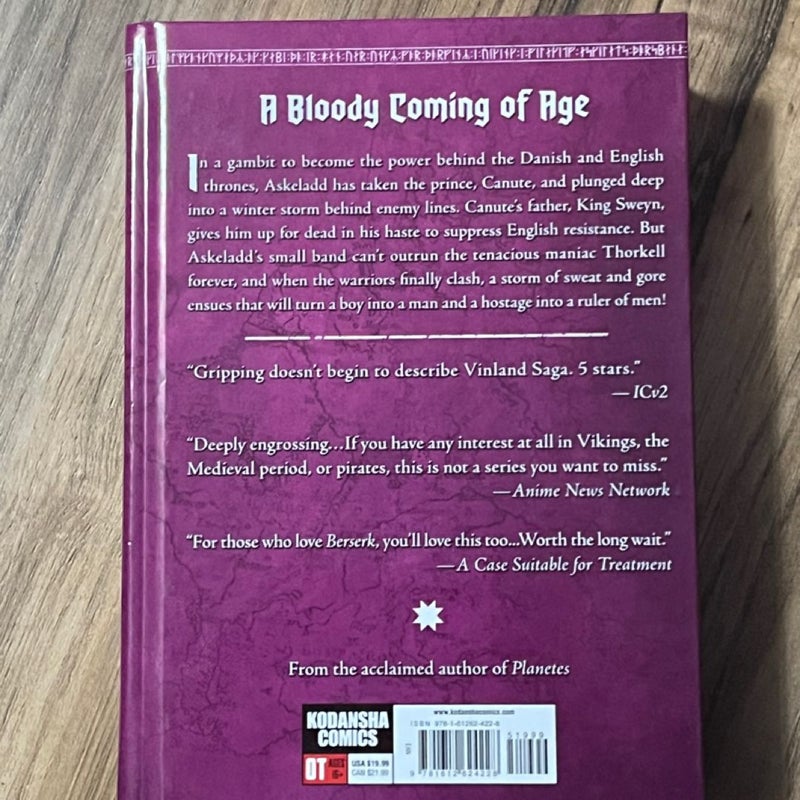 A Bloody Coming of Age
In a gambit to become the power behind the Danish and English
thrones, Askeladd has taken the prince, Canute, and plunged deep
into a winter storm behind enemy lines. Canute's father, King Sweyn,
gives him up for dead in his haste to suppress English resistance. But
Askeladd's small band can't outrun the tenacious maniac Thorkell
forever, and when the warriors finally clash, a storm of sweat and gore
ensues that will turn a boy into a man and a hostage into a ruler of men!
"Gripping doesn't begin to describe Vinland Saga. 5 stars."
—ICv2
"Deeply engrossing...If you have any interest at all in Vikings, the
Medieval period, or pirates, this is not a series you want to miss."
—Anime News Network
"For those who love Berserk, you'll love this too...Worth the long wait."
—A Case Suitable for Treatment
From the acclaimed author of Planetes
KODANSHA
COMICS
OT AGES 16+
USA $19.99
CAN $21.99
www.kodanshacomics.com
ISBN 978-1-61262-422-8
51999
9 781612 624228